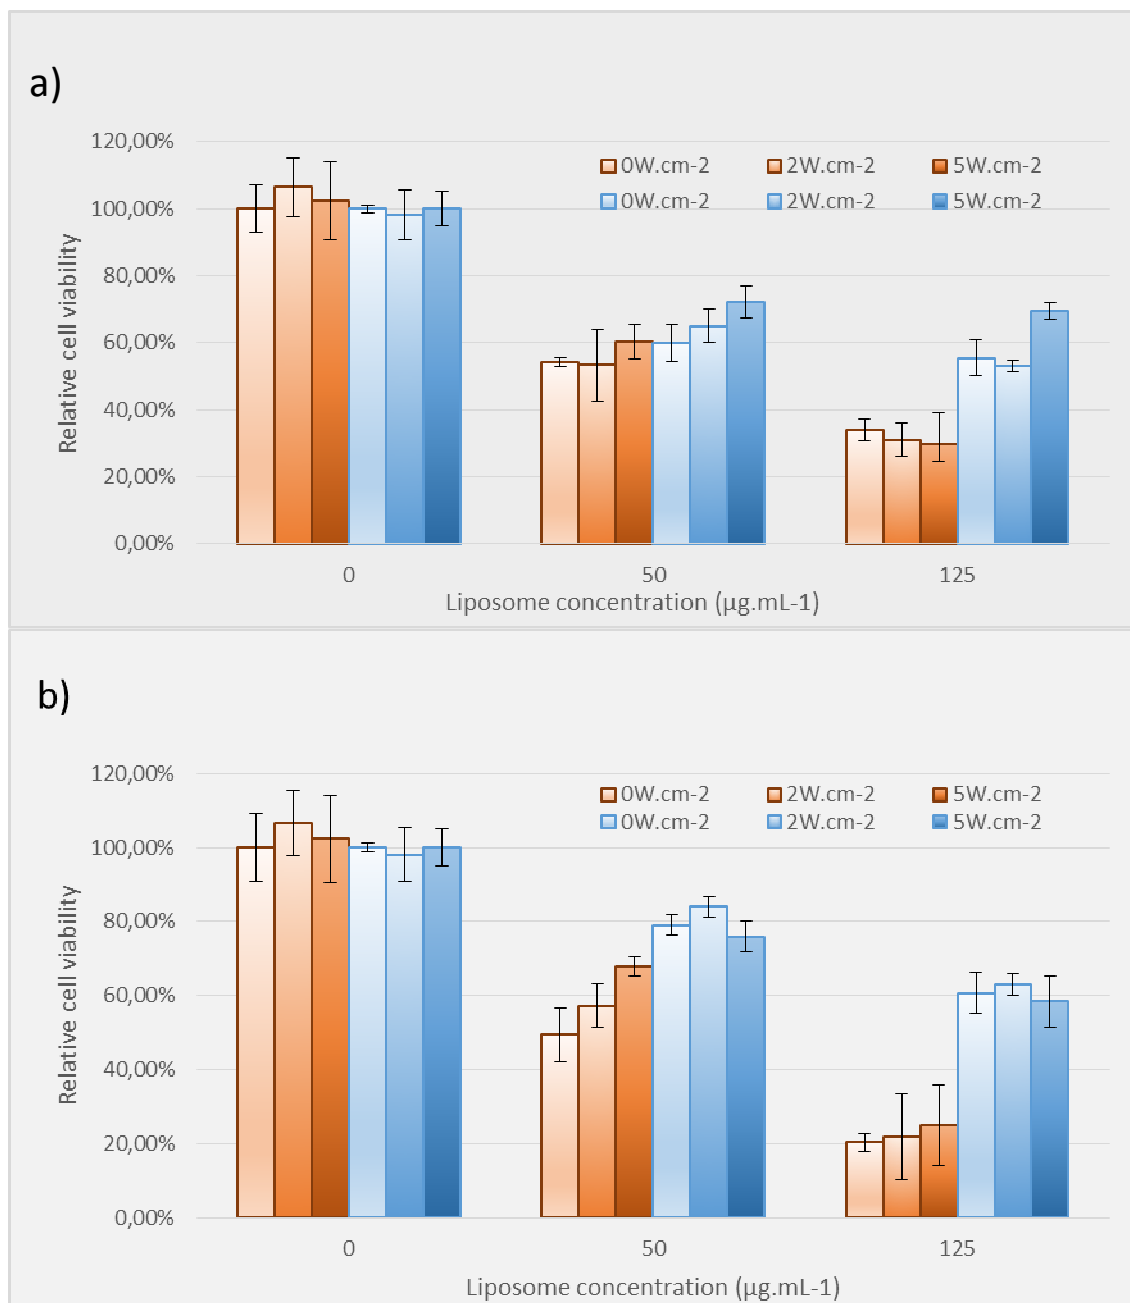 a)
120,00%
100,00%
80,00%
60,00%
40,00%
20,00%
0,00%
Relative cell viability
0W.cm-2 2W.cm-2 5W.cm-2
0W.cm-2 2W.cm-2 5W.cm-2
0 50 125
Liposome concentration (µg.mL-1)
b)
120,00%
100,00%
80,00%
60,00%
40,00%
20,00%
0,00%
Relative cell viability
0W.cm-2 2W.cm-2 5W.cm-2
0W.cm-2 2W.cm-2 5W.cm-2
0 50 125
Liposome concentration (µg.mL-1)